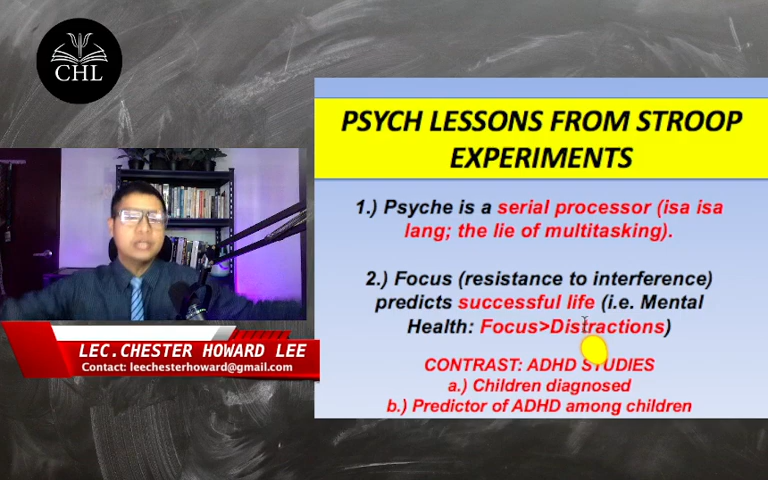 CHL
PSYCH LESSONS FROM STROOP
EXPERIMENTS
1.) Psyche is a serial processor (isa isa
lang; the lie of multitasking).
2.) Focus (resistance to interference)
predicts successful life (i.e. Mental
Health: Focus>Distractions)
CONTRAST: ADHD STUDIES
a.) Children diagnosed
b.) Predictor of ADHD among children
LEC.CHESTER HOWARD LEE
Contact: leechesterhoward@gmail.com